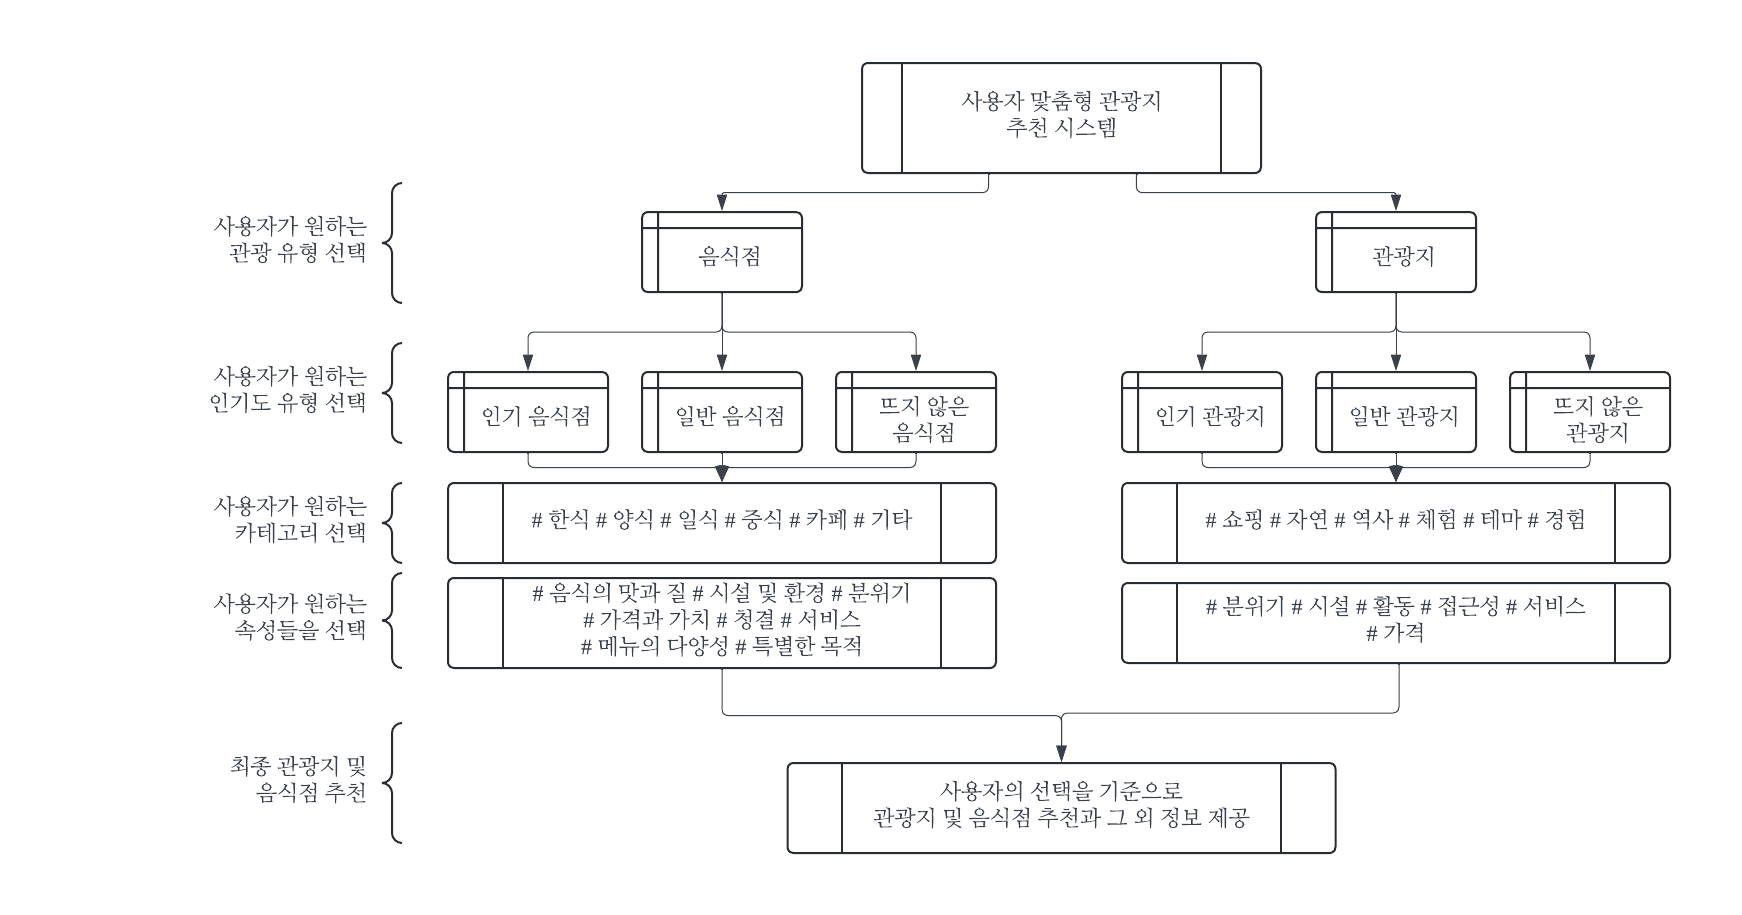 사용자 맟춤형 관광지
추천 시스템
사용자가 원하는
관광 유형 선택
음식점
관광지
사용자가 원하는
인기도 유형 선택
인기 음식점
일반 음식점
뜨지 않은
음식점
인기 관광지
일반 관광지
뜨지 않은
관광지
사용자가 원하는
카테고리 선택
# 한식 # 양식 # 일식 # 중식 # 카페 # 기타
# 쇼핑 # 자연 # 역사 # 체험 # 테마 # 경험
사용자가 원하는
속성들을 선택
# 음식의 맛과 질 # 시설 및 환경 # 분위기
# 가격과 가치 # 청결 # 서비스
# 메뉴의 다양성 # 특별한 목적
# 분위기 # 시설 # 활동 # 접근성 # 서비스
# 가격
최종 관광지 및
음식점 추천
사용자의 선택을 기준으로
관광지 및 음식점 추천과 그 외 정보 제공